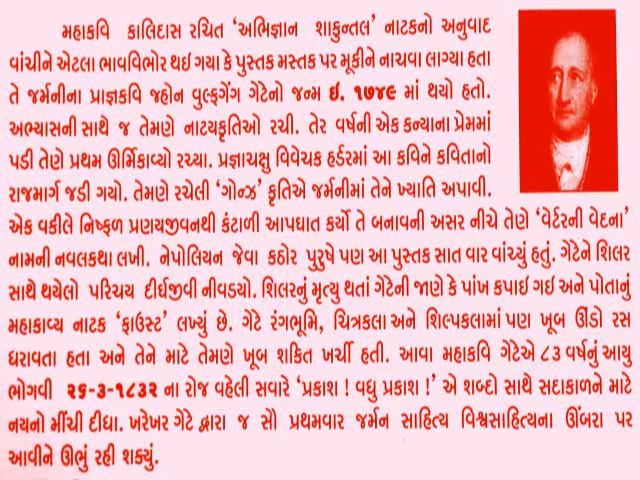 મહાકવિ કાલિદાસ રચિત ‘અભિજ્ઞાન શાકુન્તલ’ નાટકનો અનુવાદ
વાંચીને એટલા ભાવવિભોર થઇ ગયા કે પુસ્તક મસ્તક પર મૂકીને નાચવા લાગ્યા હતા
તે જર્મનીના પ્રાજ્ઞકવિ જ્હોન વુલ્ફગેંગ ગેટેનો જન્મ ઇ. ૧૭૪૯ માં થયો હતો.
અભ્યાસની સાથે જ તેમણે નાટયકૃતિઓ રચી. તેર વર્ષની એક કન્યાના પ્રેમમાં
પડી તેણે પ્રથમ ઊર્મિકાવ્યો રચ્યા. પ્રજ્ઞાચક્ષુ વિવેચક હર્ડરમાં આ કવિને કવિતાનો
રાજમાર્ગ જડી ગયો. તેમણે રચેલી ‘ગોન્ઝ’ કૃતિએ જર્મનીમાં તેને ખ્યાતિ અપાવી.
એક વકીલે નિષ્ફળ પ્રણયજીવનથી કંટાળી આપઘાત કર્યો તે બનાવની અસર નીચે તેણે ‘વેર્ટરની વેદના’
નામની નવલકથા લખી. નેપોલિયન જેવા કઠોર પુરુષે પણ આ પુસ્તક સાત વાર વાંચ્યું હતું. ગેટેને શિલર
સાથે થયેલો પરિચય દીર્ઘજીવી નીવડયો. શિલરનું મૃત્યુ થતાં ગેટેની જાણે કે પાંખ કપાઇ ગઇ અને પોતાનું
મહાકાવ્ય નાટક ‘ફાઉસ્ટ’ લખ્યું છે. ગેટે રંગભૂમિ, ચિત્રકલા અને શિલ્પકલામાં પણ ખૂબ ઊંડો રસ
ધરાવતા હતા અને તેને માટે તેમણે ખૂબ શકિત ખર્ચી હતી. આવા મહાકવિ ગેટેએ ૮૩ વર્ષનું આયુ
ભોગવી ૨૬-૩-૧૮૩૨ ના રોજ વહેલી સવારે ‘પ્રકાશ ! વધુ પ્રકાશ !’ એ શબ્દો સાથે સદાકાળને માટે
નયનો મીંચી દીધા. ખરેખર ગેટે દ્વારા જ સૌ પ્રથમવાર જર્મન સાહિત્ય વિશ્વસાહિત્યના ઊંબરા પર
આવીને ઊભું રહી શક્યું.